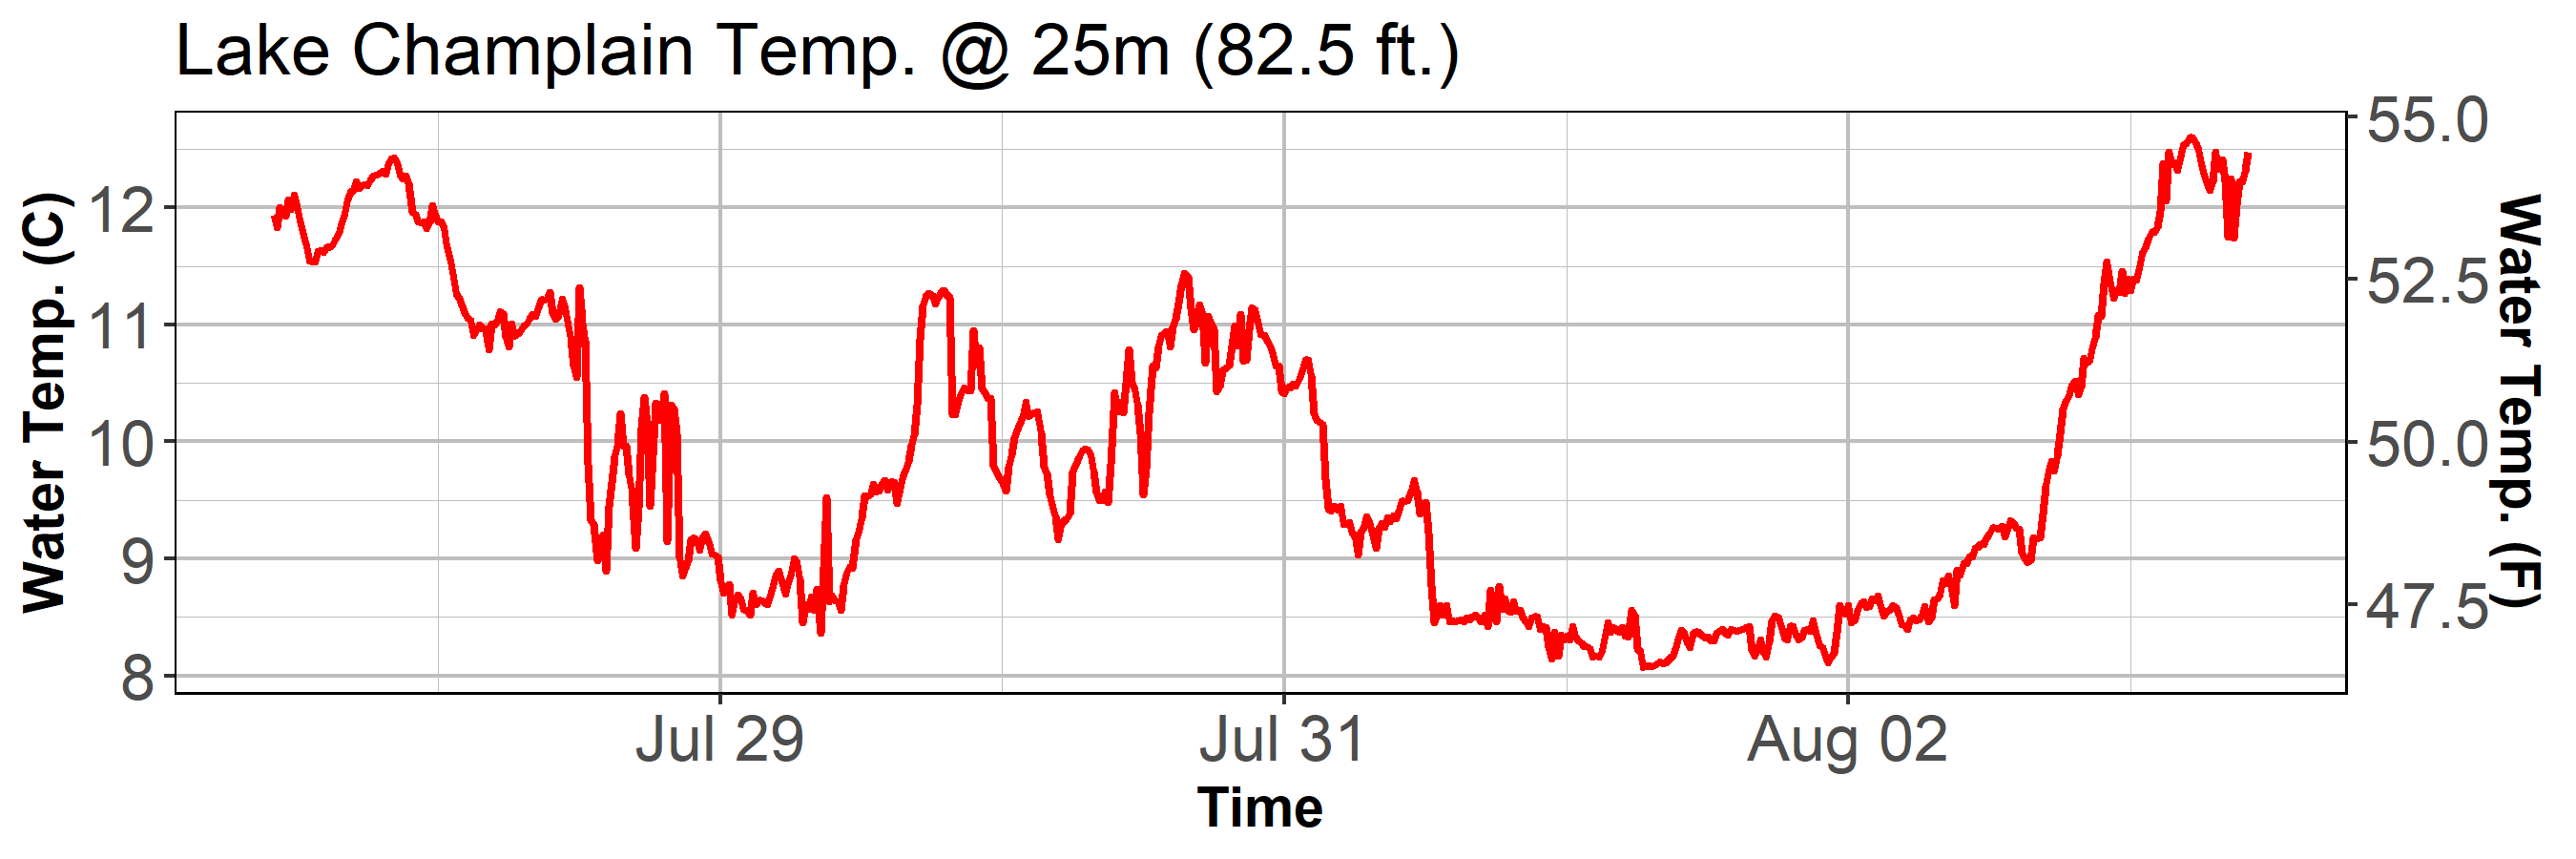 Lake Champlain Temp. @ 25m (82.5 ft.)
Water Temp. (C)
12
11
10
9
8
55.0
52.5
50.0
47.5
Water Temp. (F)
Jul 29 Jul 31 Aug 02
Time